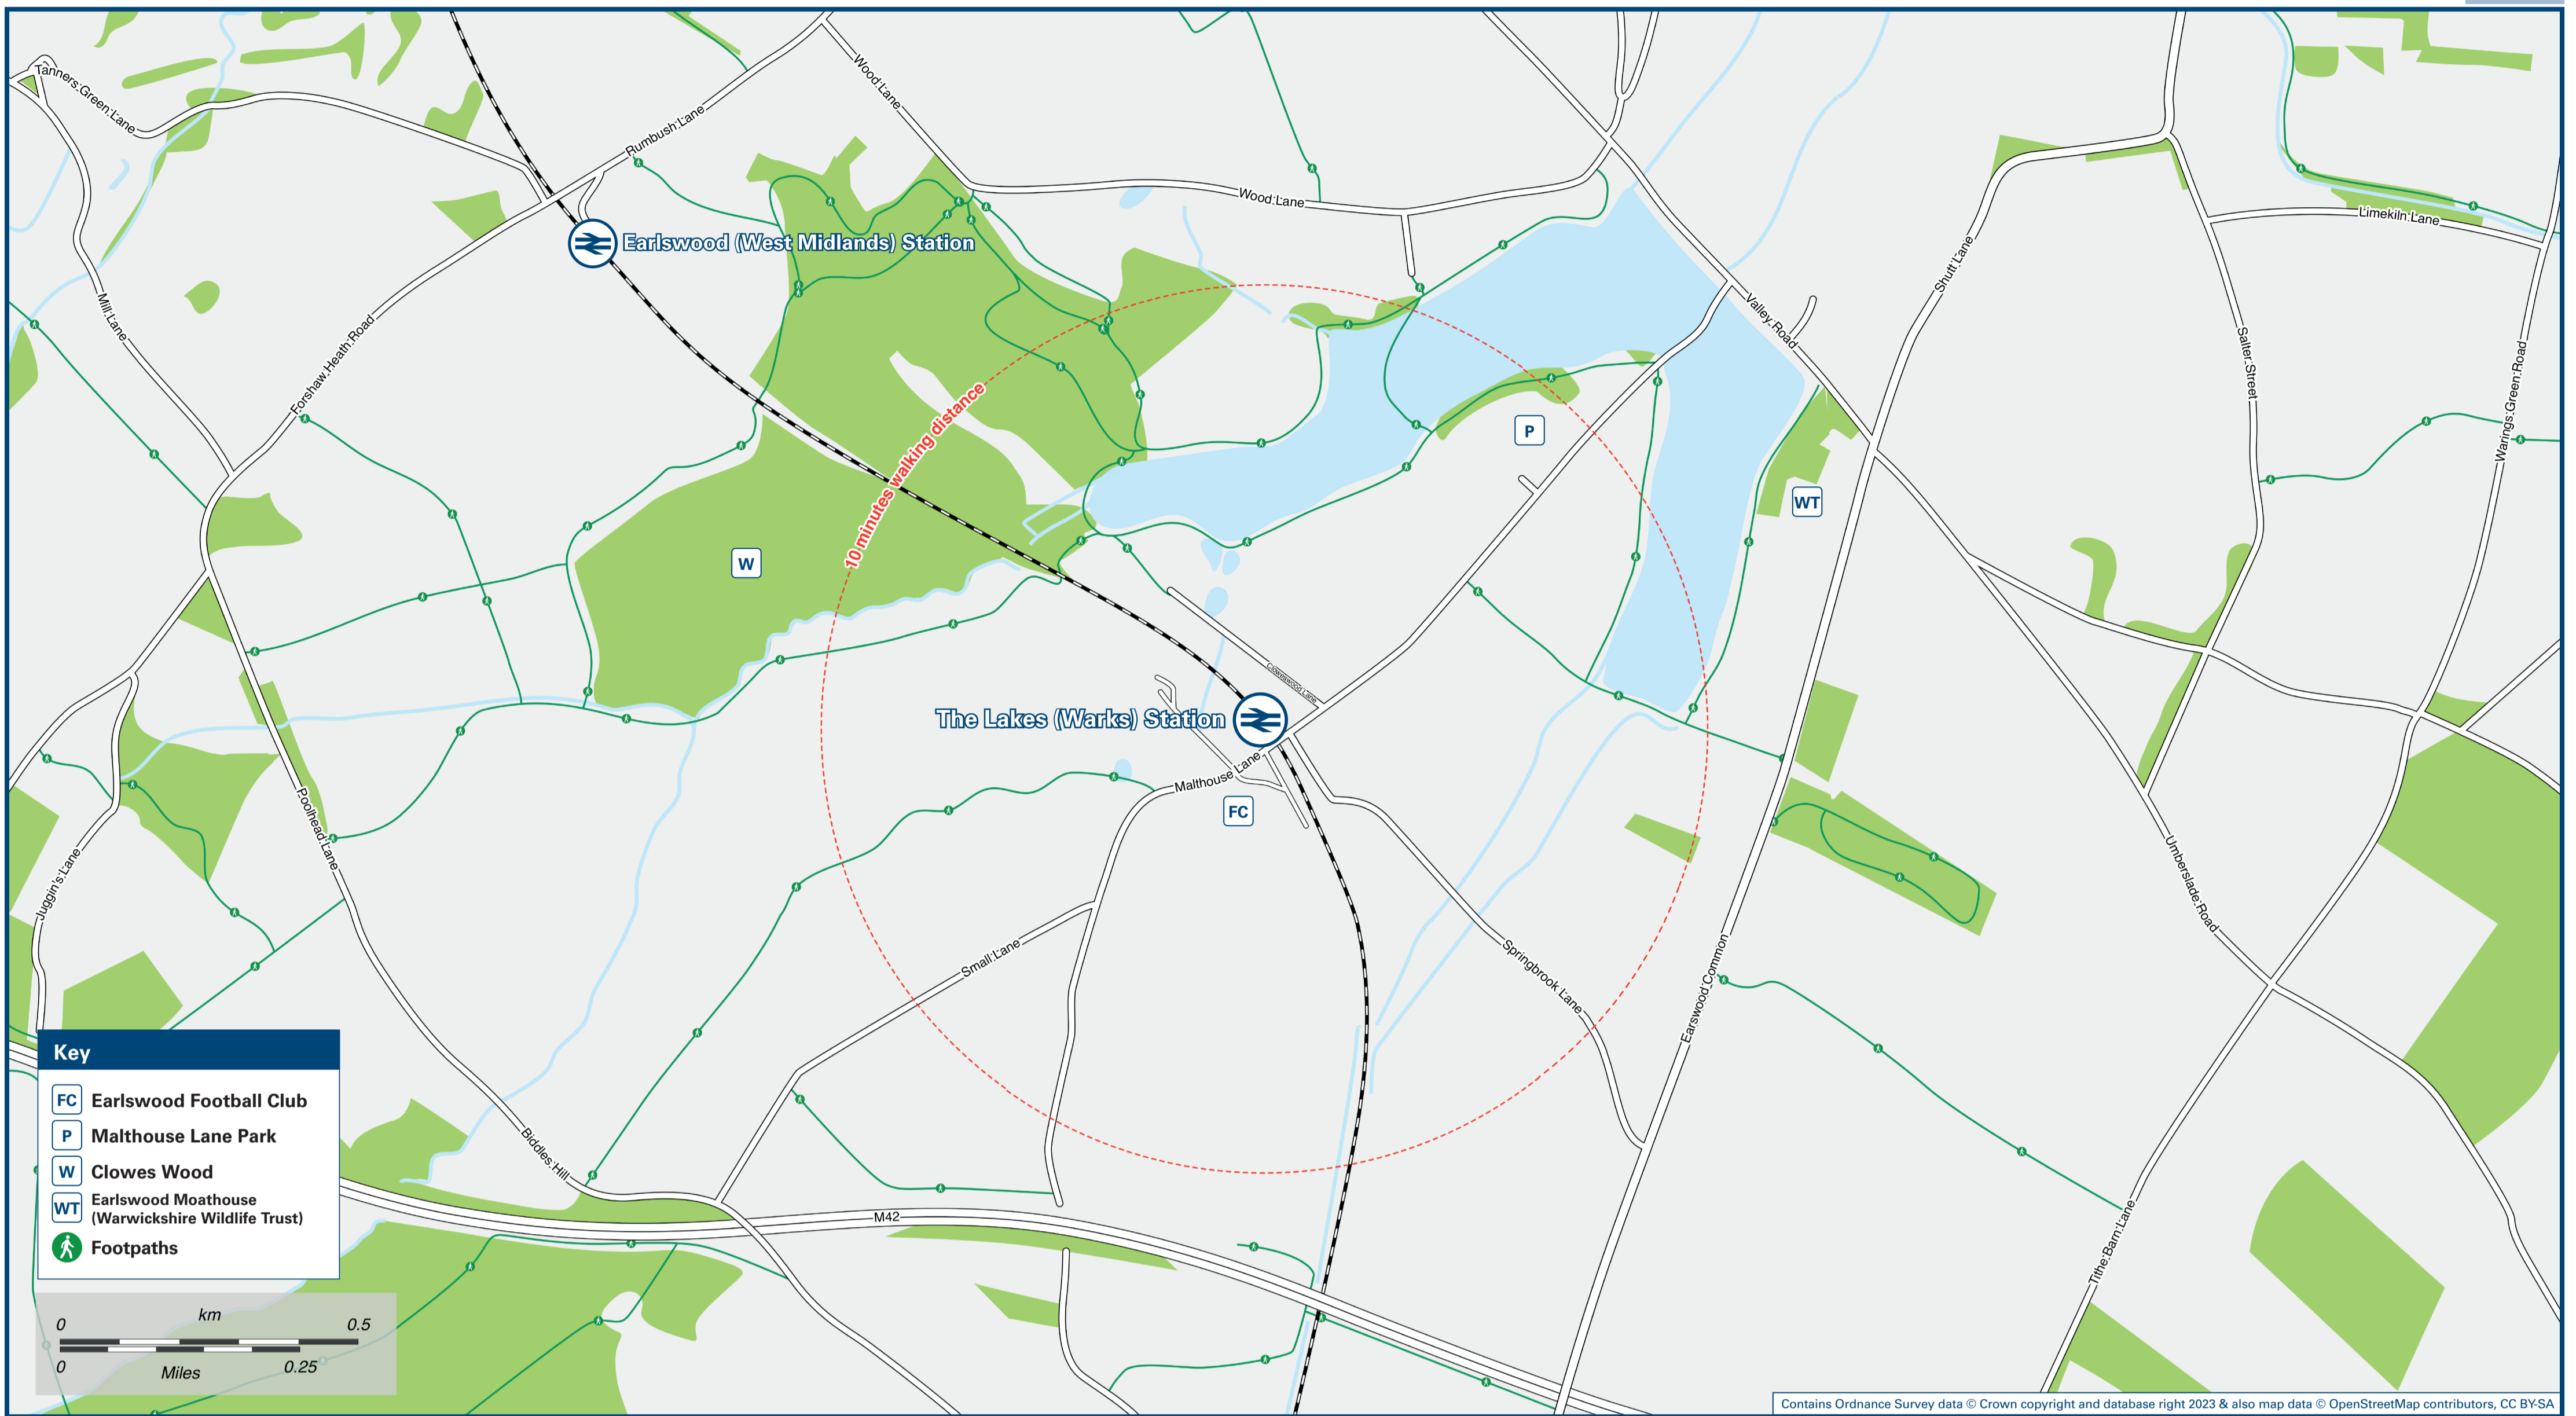 Tanners Green Lane
Wood Lane
Rumbush Lane
Wood Lane
Limekiln Lane
Earlswood (West Midlands) Station
Shutt Lane
Mill Lane
Valley Road
Forshaw Heath Road
Salter Street
Warings Green Road
10 minutes walking distance
P
WT
W
Cloweswood Lane
The Lakes (Warks) Station
Malthouse Lane
FC
Poolhead Lane
Juggin's Lane
Umberslade Road
Small Lane
Springbrook Lane
Earswood Common
Biddles Hill
M42
Tithe Barn Lane
Key
FC Earlswood Football Club
P Malthouse Lane Park
W Clowes Wood
WT Earlswood Moathouse
(Warwickshire Wildlife Trust)
Footpaths
km
0 0.5
0 0.25
Miles
Contains Ordnance Survey data © Crown copyright and database right 2023 & also map data © OpenStreetMap contributors, CC BY-SA